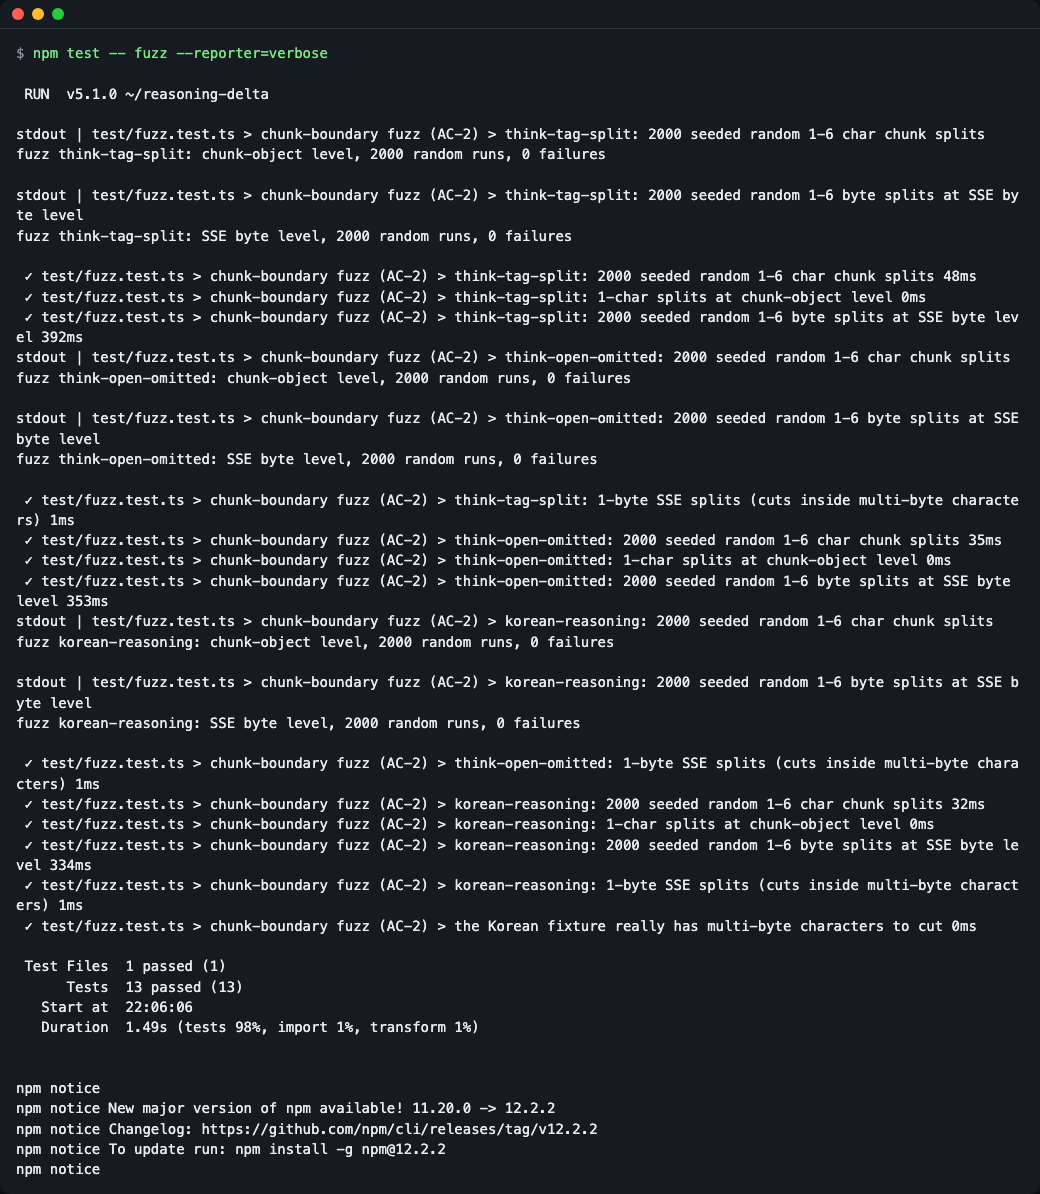 $ npm test -- fuzz --reporter=verbose
RUN v5.1.0 ~/reasoning-delta
stdout | test/fuzz.test.ts > chunk-boundary fuzz (AC-2) > think-tag-split: 2000 seeded random 1-6 char chunk splits
fuzz think-tag-split: chunk-object level, 2000 random runs, 0 failures
stdout | test/fuzz.test.ts > chunk-boundary fuzz (AC-2) > think-tag-split: 2000 seeded random 1-6 byte splits at SSE by
te level
fuzz think-tag-split: SSE byte level, 2000 random runs, 0 failures
✓ test/fuzz.test.ts > chunk-boundary fuzz (AC-2) > think-tag-split: 2000 seeded random 1-6 char chunk splits 48ms
✓ test/fuzz.test.ts > chunk-boundary fuzz (AC-2) > think-tag-split: 1-char splits at chunk-object level 0ms
✓ test/fuzz.test.ts > chunk-boundary fuzz (AC-2) > think-tag-split: 2000 seeded random 1-6 byte splits at SSE byte lev
el 392ms
stdout | test/fuzz.test.ts > chunk-boundary fuzz (AC-2) > think-open-omitted: 2000 seeded random 1-6 char chunk splits
fuzz think-open-omitted: chunk-object level, 2000 random runs, 0 failures
stdout | test/fuzz.test.ts > chunk-boundary fuzz (AC-2) > think-open-omitted: 2000 seeded random 1-6 byte splits at SSE
byte level
fuzz think-open-omitted: SSE byte level, 2000 random runs, 0 failures
✓ test/fuzz.test.ts > chunk-boundary fuzz (AC-2) > think-tag-split: 1-byte SSE splits (cuts inside multi-byte characte
rs) 1ms
✓ test/fuzz.test.ts > chunk-boundary fuzz (AC-2) > think-open-omitted: 2000 seeded random 1-6 char chunk splits 35ms
✓ test/fuzz.test.ts > chunk-boundary fuzz (AC-2) > think-open-omitted: 1-char splits at chunk-object level 0ms
✓ test/fuzz.test.ts > chunk-boundary fuzz (AC-2) > think-open-omitted: 2000 seeded random 1-6 byte splits at SSE byte
level 353ms
stdout | test/fuzz.test.ts > chunk-boundary fuzz (AC-2) > korean-reasoning: 2000 seeded random 1-6 char chunk splits
fuzz korean-reasoning: chunk-object level, 2000 random runs, 0 failures
stdout | test/fuzz.test.ts > chunk-boundary fuzz (AC-2) > korean-reasoning: 2000 seeded random 1-6 byte splits at SSE b
yte level
fuzz korean-reasoning: SSE byte level, 2000 random runs, 0 failures
✓ test/fuzz.test.ts > chunk-boundary fuzz (AC-2) > think-open-omitted: 1-byte SSE splits (cuts inside multi-byte chara
cters) 1ms
✓ test/fuzz.test.ts > chunk-boundary fuzz (AC-2) > korean-reasoning: 2000 seeded random 1-6 char chunk splits 32ms
✓ test/fuzz.test.ts > chunk-boundary fuzz (AC-2) > korean-reasoning: 1-char splits at chunk-object level 0ms
✓ test/fuzz.test.ts > chunk-boundary fuzz (AC-2) > korean-reasoning: 2000 seeded random 1-6 byte splits at SSE byte le
vel 334ms
✓ test/fuzz.test.ts > chunk-boundary fuzz (AC-2) > korean-reasoning: 1-byte SSE splits (cuts inside multi-byte charact
ers) 1ms
✓ test/fuzz.test.ts > chunk-boundary fuzz (AC-2) > the Korean fixture really has multi-byte characters to cut 0ms
Test Files 1 passed (1)
Tests 13 passed (13)
Start at 22:06:06
Duration 1.49s (tests 98%, import 1%, transform 1%)
npm notice
npm notice New major version of npm available! 11.20.0 -> 12.2.2
npm notice Changelog: https://github.com/npm/cli/releases/tag/v12.2.2
npm notice To update run: npm install -g npm@12.2.2
npm notice